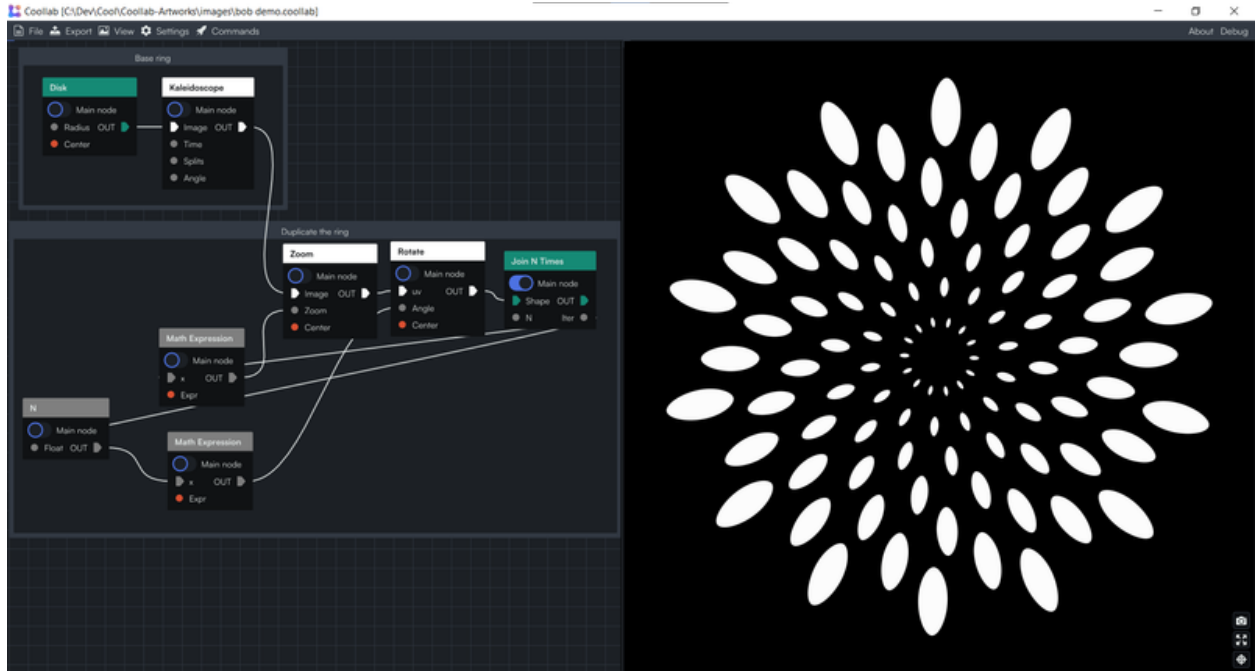 Coollab [C:\Dev\Cool\Coollab-Artworks\images\bob demo.coollab]
File Export View Settings Commands About Debug
Base ring
Disk
Main node
Radius OUT
Center
Kaleidoscope
Main node
Image OUT
Time
Splits
Angle
Duplicate the ring
Zoom
Main node
Image OUT
Zoom
Center
Rotate
Main node
uv OUT
Angle
Center
Join N Times
Main node
Shape OUT
N Iter
Math Expression
Main node
x OUT
Expr
N
Main node
Float OUT
Math Expression
Main node
x OUT
Expr